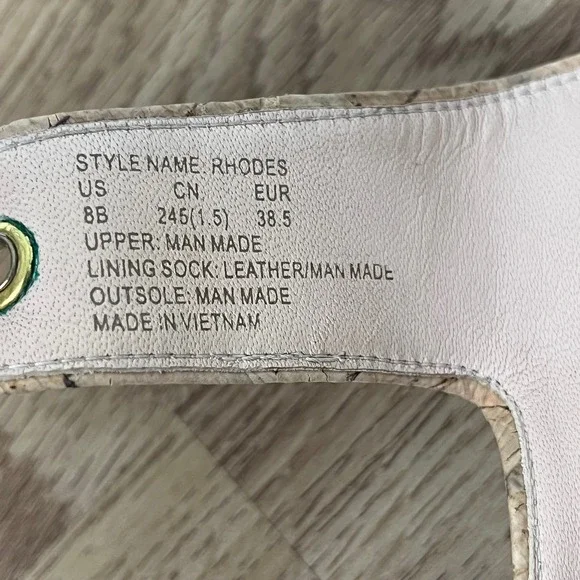 STYLE NAME: RHODES
US CN EUR
8B 245(1.5) 38.5
UPPER: MAN MADE
LINING SOCK: LEATHER/MAN MADE
OUTSOLE: MAN MADE
MADE IN VIETNAM